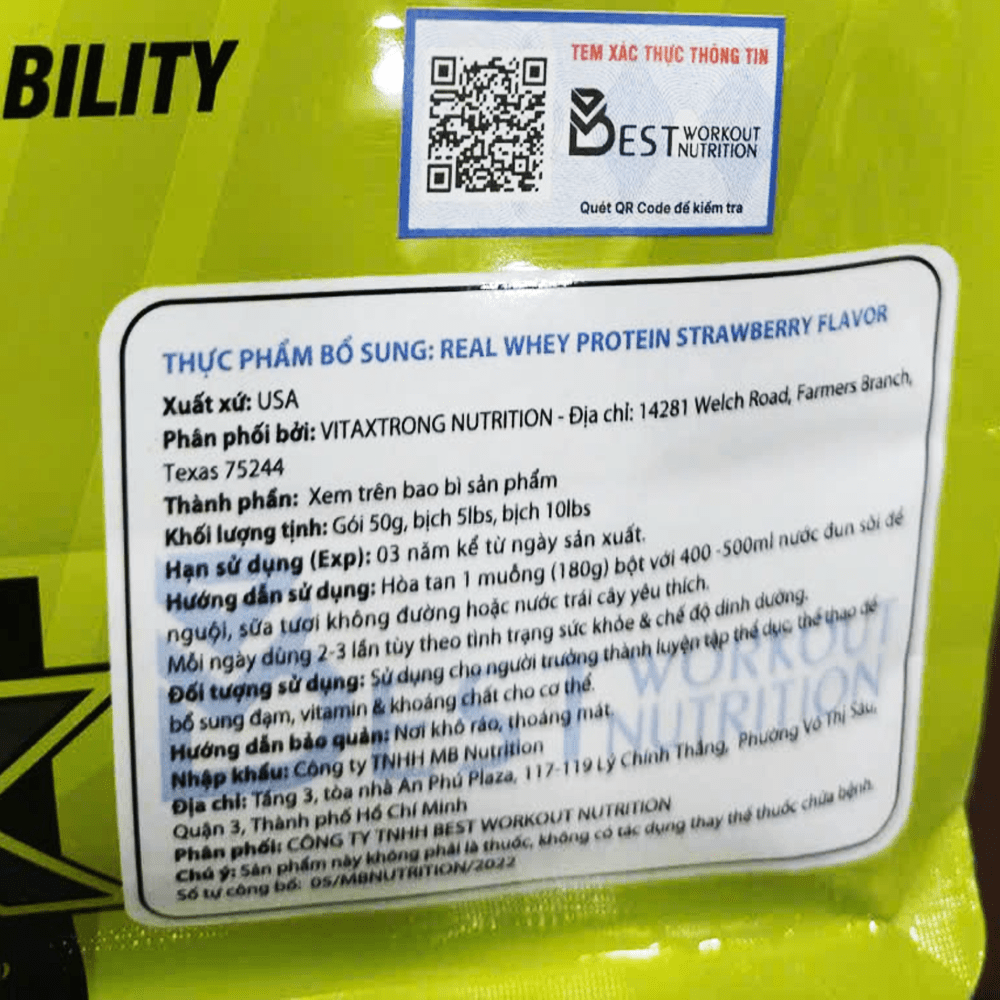 BILITY
TEM XÁC THỰC THÔNG TIN
BEST WORKOUT NUTRITION
Quét QR Code để kiểm tra
THỰC PHẨM BỔ SUNG: REAL WHEY PROTEIN STRAWBERRY FLAVOR
Xuất xứ: USA
Phân phối bởi: VITAXTRONG NUTRITION - Địa chỉ: 14281 Welch Road, Farmers Branch,
Texas 75244
Thành phần: Xem trên bao bì sản phẩm
Khối lượng tịnh: Gói 50g, bịch 5lbs, bịch 10lbs
Hạn sử dụng (Exp): 03 năm kể từ ngày sản xuất.
Hướng dẫn sử dụng: Hòa tan 1 muỗng (180g) bột với 400 -500ml nước đun sôi để
nguội, sữa tươi không đường hoặc nước trái cây yêu thích.
Mỗi ngày dùng 2-3 lần tùy theo tình trạng sức khỏe & chế độ dinh dưỡng.
Đối tượng sử dụng: Sử dụng cho người trưởng thành luyện tập thể dục, thể thao để
bổ sung đạm, vitamin & khoáng chất cho cơ thể.
Hướng dẫn bảo quản: Nơi khô ráo, thoáng mát
Nhập khẩu: Công ty TNHH MB Nutrition
Địa chỉ: Tầng 3, tòa nhà An Phú Plaza, 117-119 Lý Chính Thắng, Phường Võ Thị Sáu,
Quận 3, Thành phố Hồ Chí Minh
Phân phối: CÔNG TY TNHH BEST WORKOUT NUTRITION
Chú ý: Sản phẩm này không phải là thuốc, không có tác dụng thay thế thuốc chữa bệnh.
Số tự công bố: 05/MBNUTRITION/2022
BEST WORKOUT NUTRITION